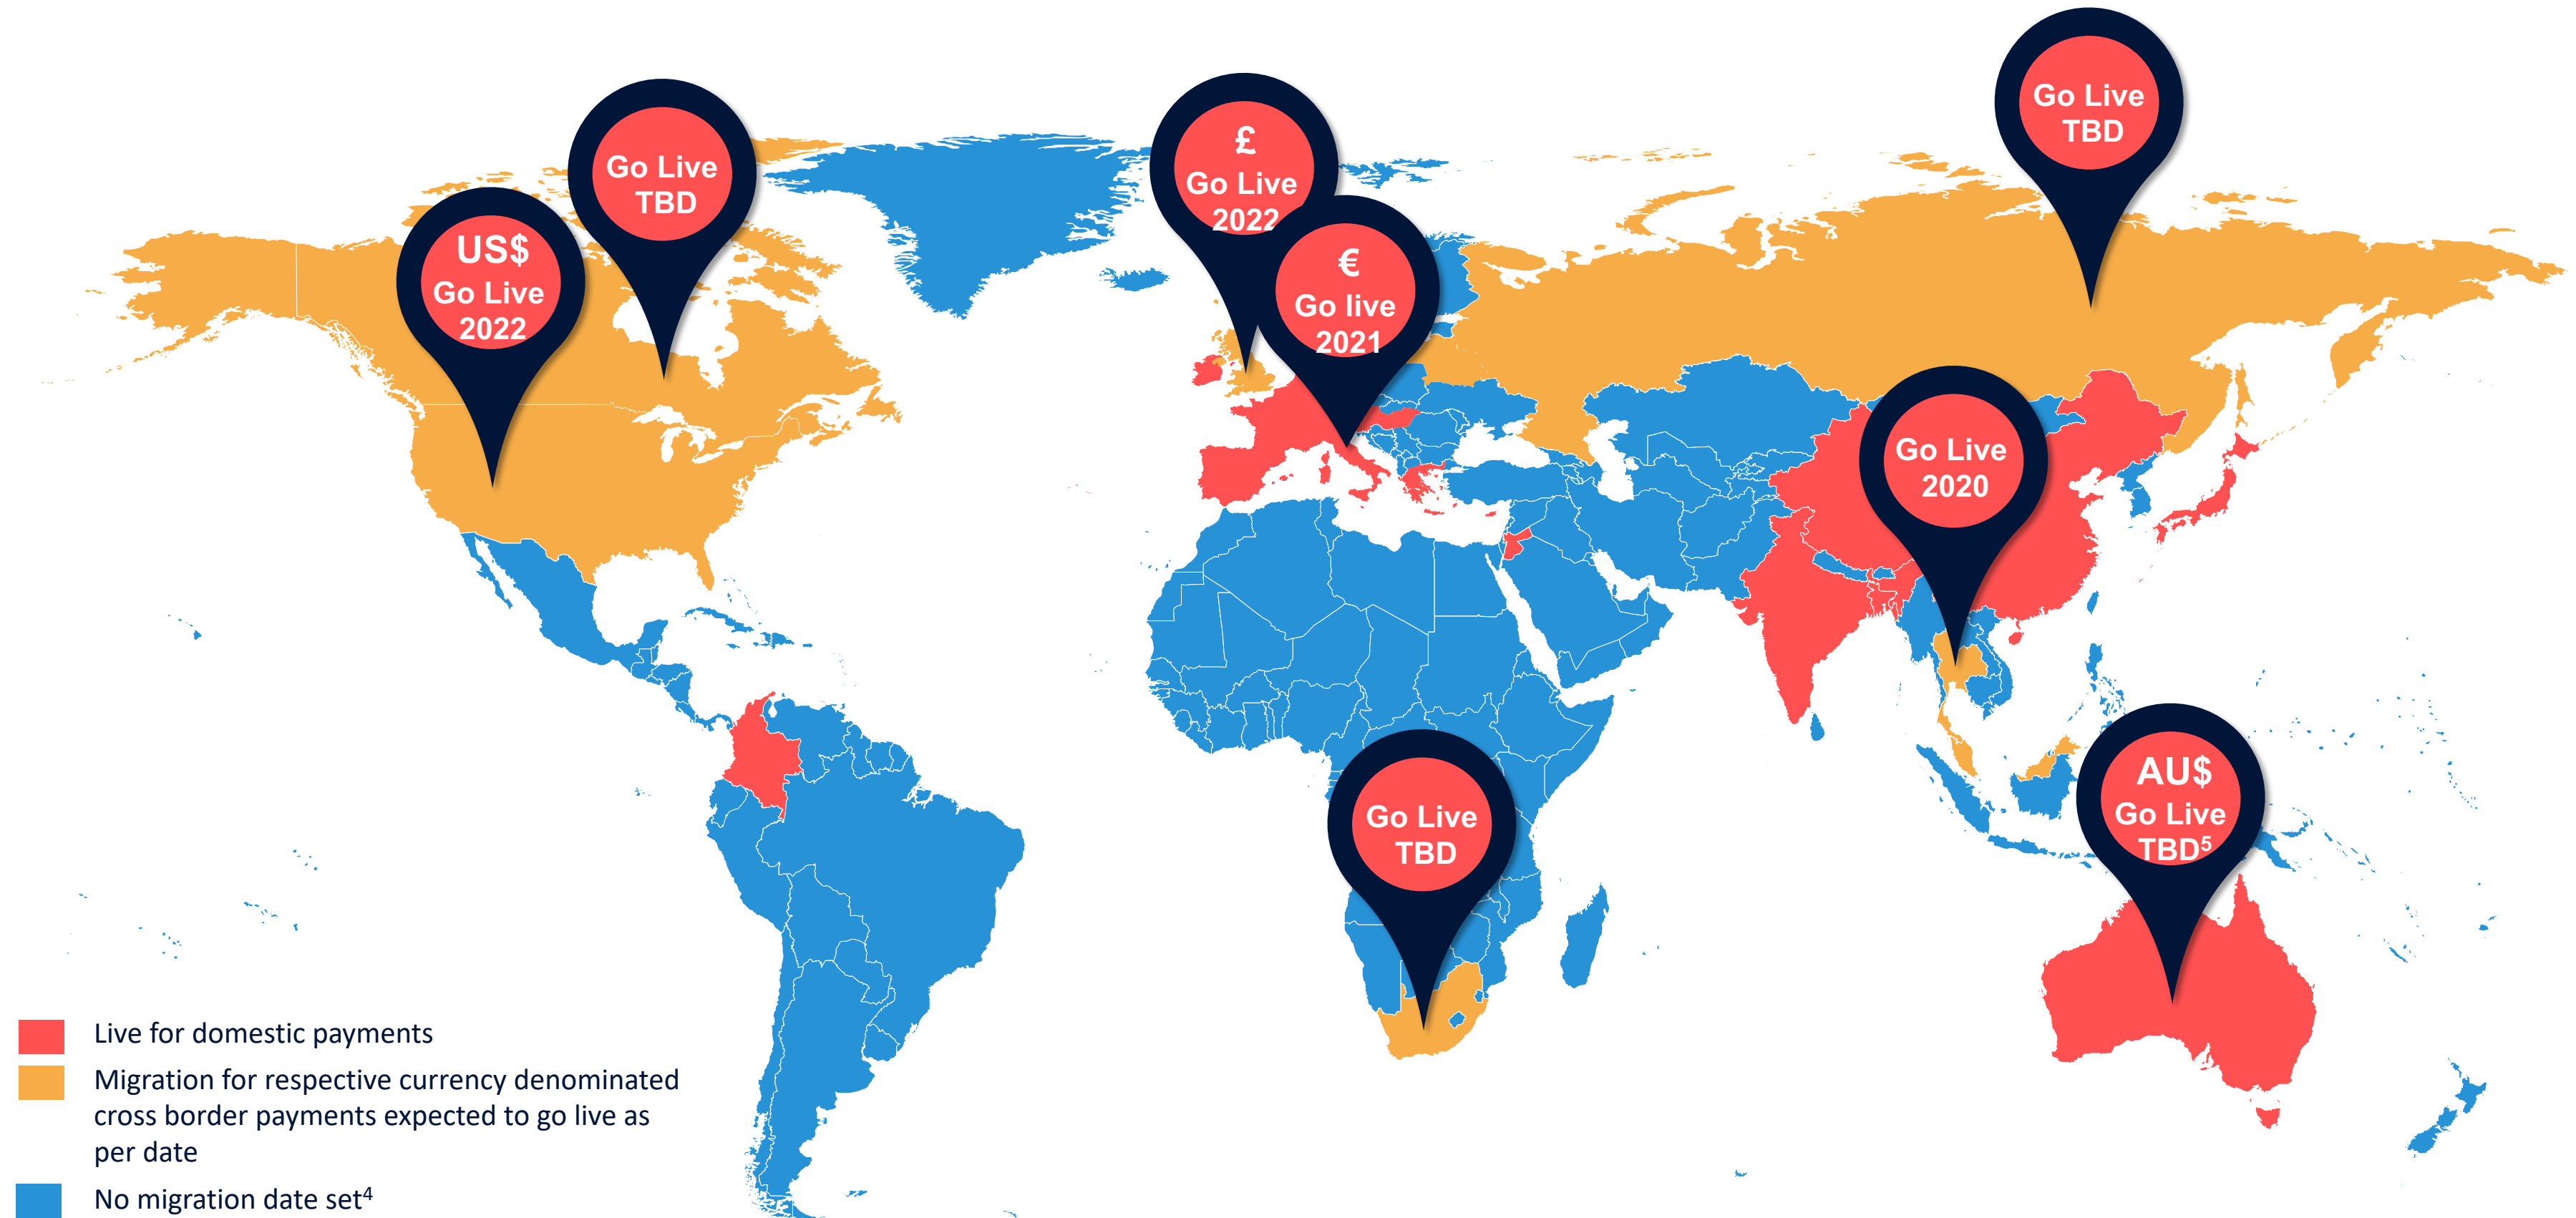 Go Live
TBD
US$
Go Live
2022
£
Go Live
2022
€
Go live
2021
Go Live
TBD
Go Live
2020
Go Live
TBD
AU$
Go Live
TBD⁵
Live for domestic payments
Migration for respective currency denominated
cross border payments expected to go live as
per date
No migration date set⁴